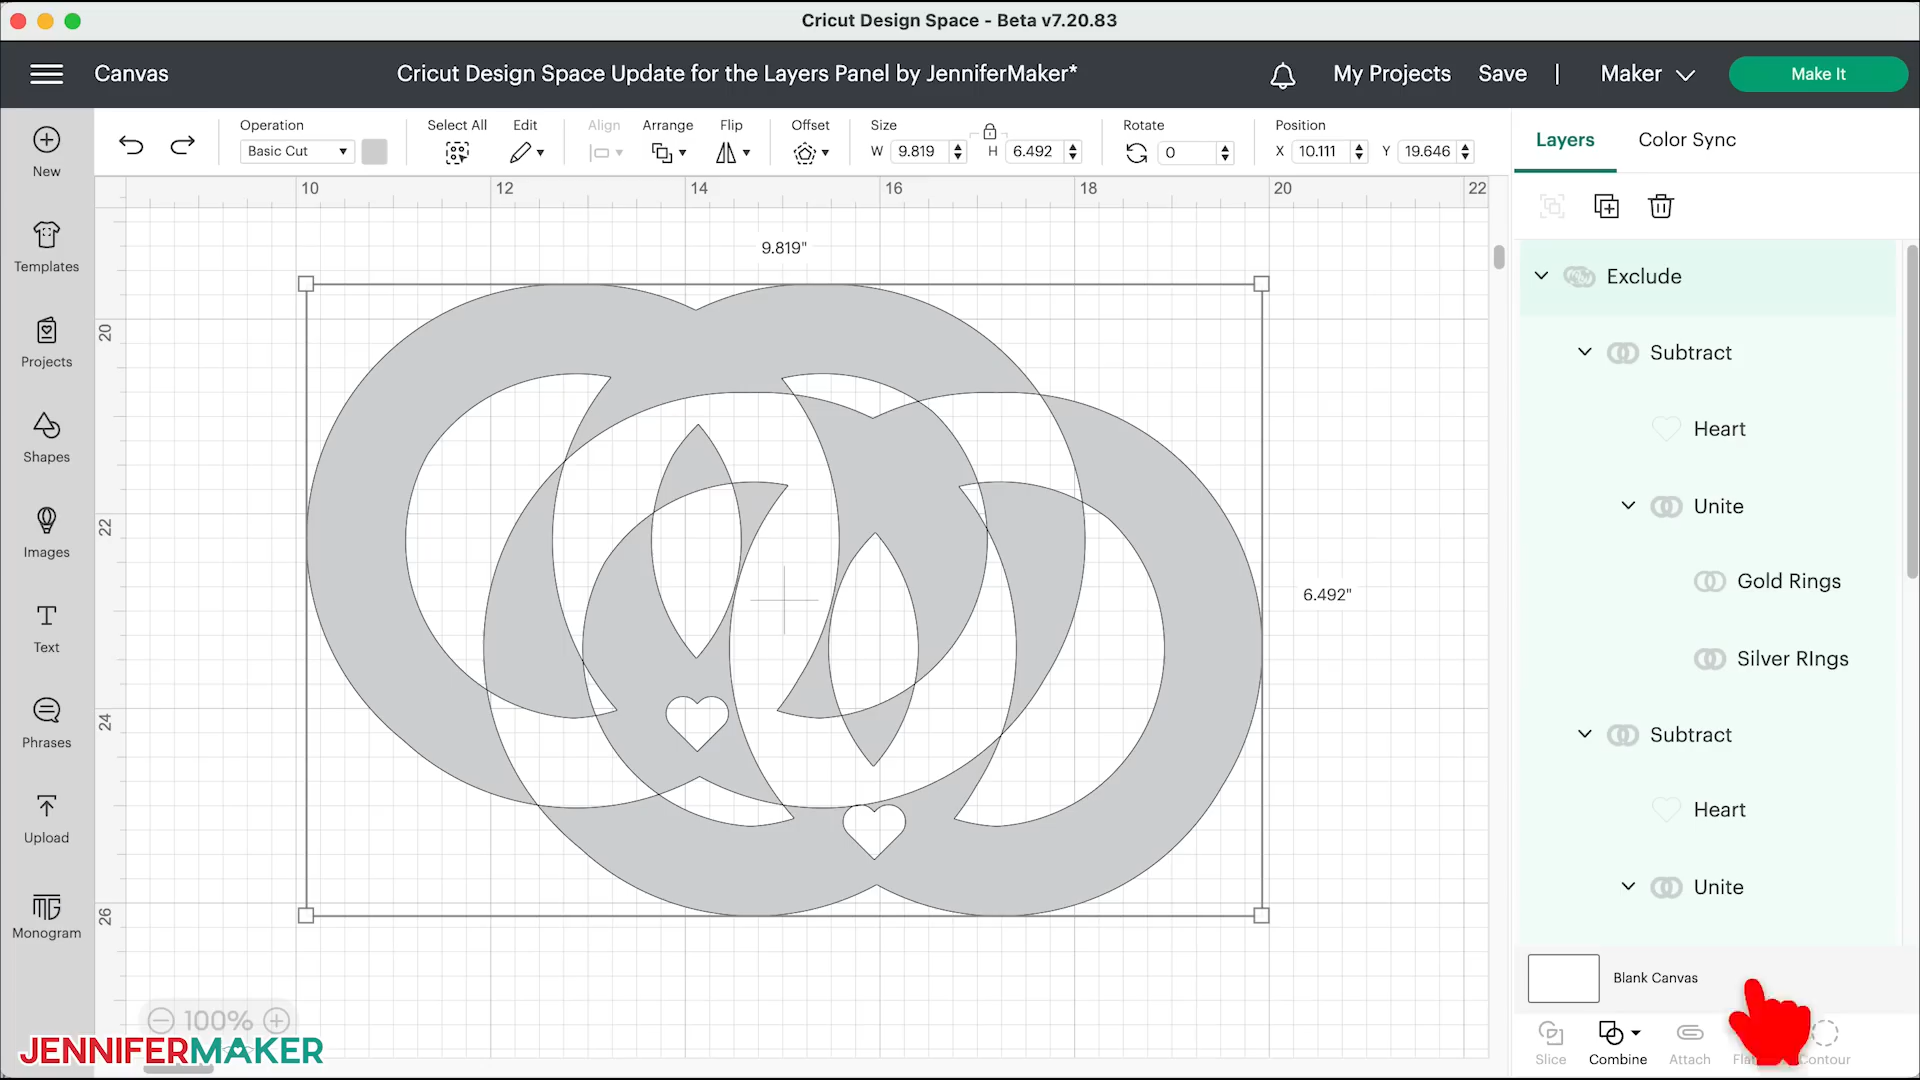 Cricut Design Space - Beta v7.20.83
Canvas
Cricut Design Space Update for the Layers Panel by JenniferMaker*
My Projects
Save
|
Maker
Make It
New
Templates
Projects
Shapes
Images
Text
Phrases
Upload
Monogram
Operation
Basic Cut
Select All
Edit
Align
Arrange
Flip
Offset
Size
W 9.819
H 6.492
Rotate
0
Position
X 10.111
Y 19.646
10 12 14 16 18 20 22
20
22
24
26
9.819"
6.492"
100%
JENNIFERMAKER
Layers
Color Sync
Exclude
Subtract
Heart
Unite
Gold Rings
Silver RIngs
Subtract
Heart
Unite
Blank Canvas
Slice
Combine
Attach